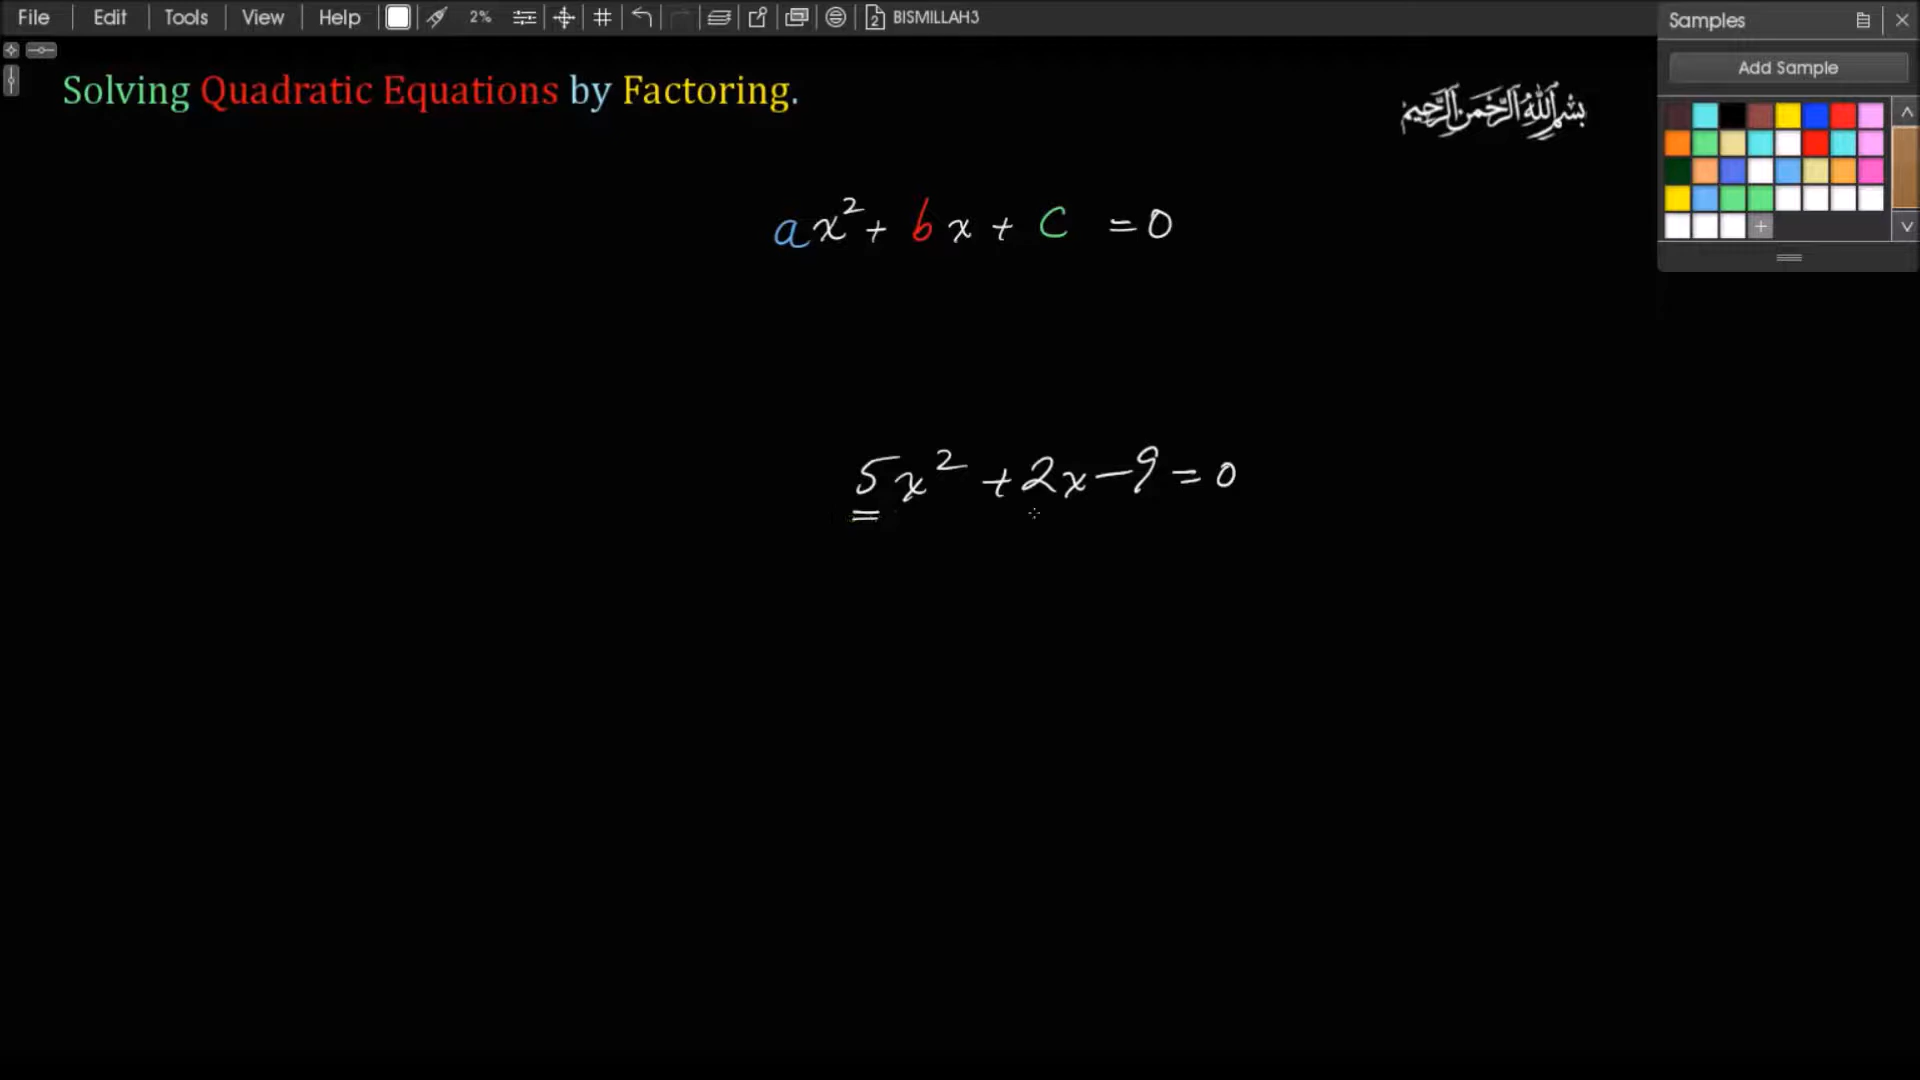 File Edit Tools View Help 2% 2 BISMILLAH3
Samples
Add Sample
Solving Quadratic Equations by Factoring.
بسم الله الرحمن الرحيم
ax² + bx + c = 0
5x² + 2x - 9 = 0